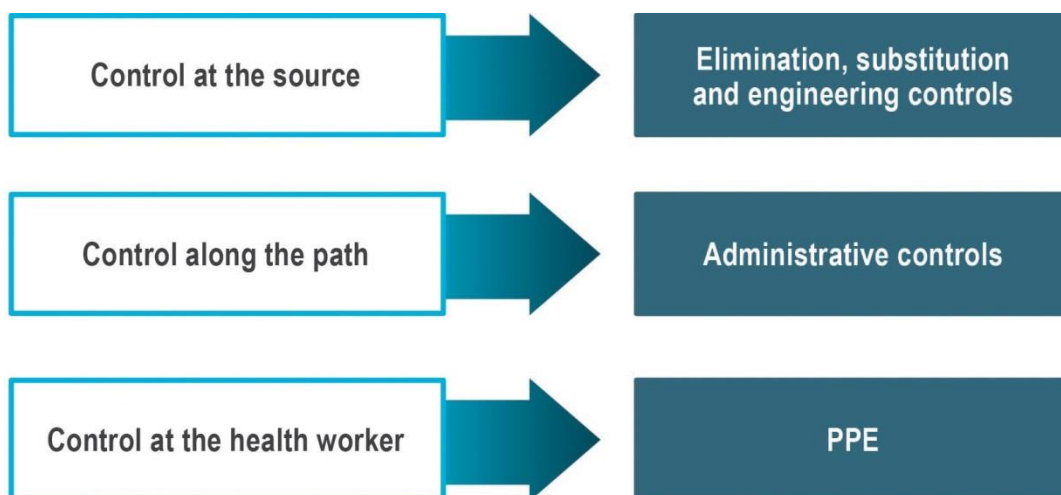 Control at the source
Elimination, substitution
and engineering controls
Control along the path
Administrative controls
Control at the health worker
PPE